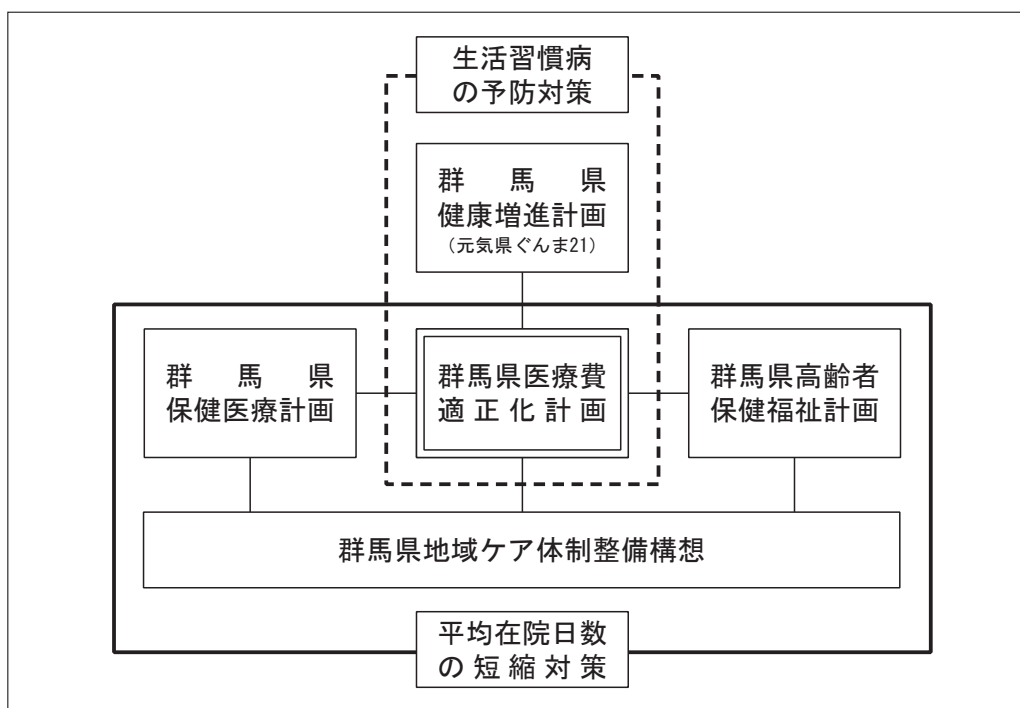 生活習慣病
の予防対策
群馬県
健康増進計画
（元気県ぐんま21）
群馬県
保健医療計画
群馬県医療費
適正化計画
群馬県高齢者
保健福祉計画
群馬県地域ケア体制整備構想
平均在院日数
の短縮対策